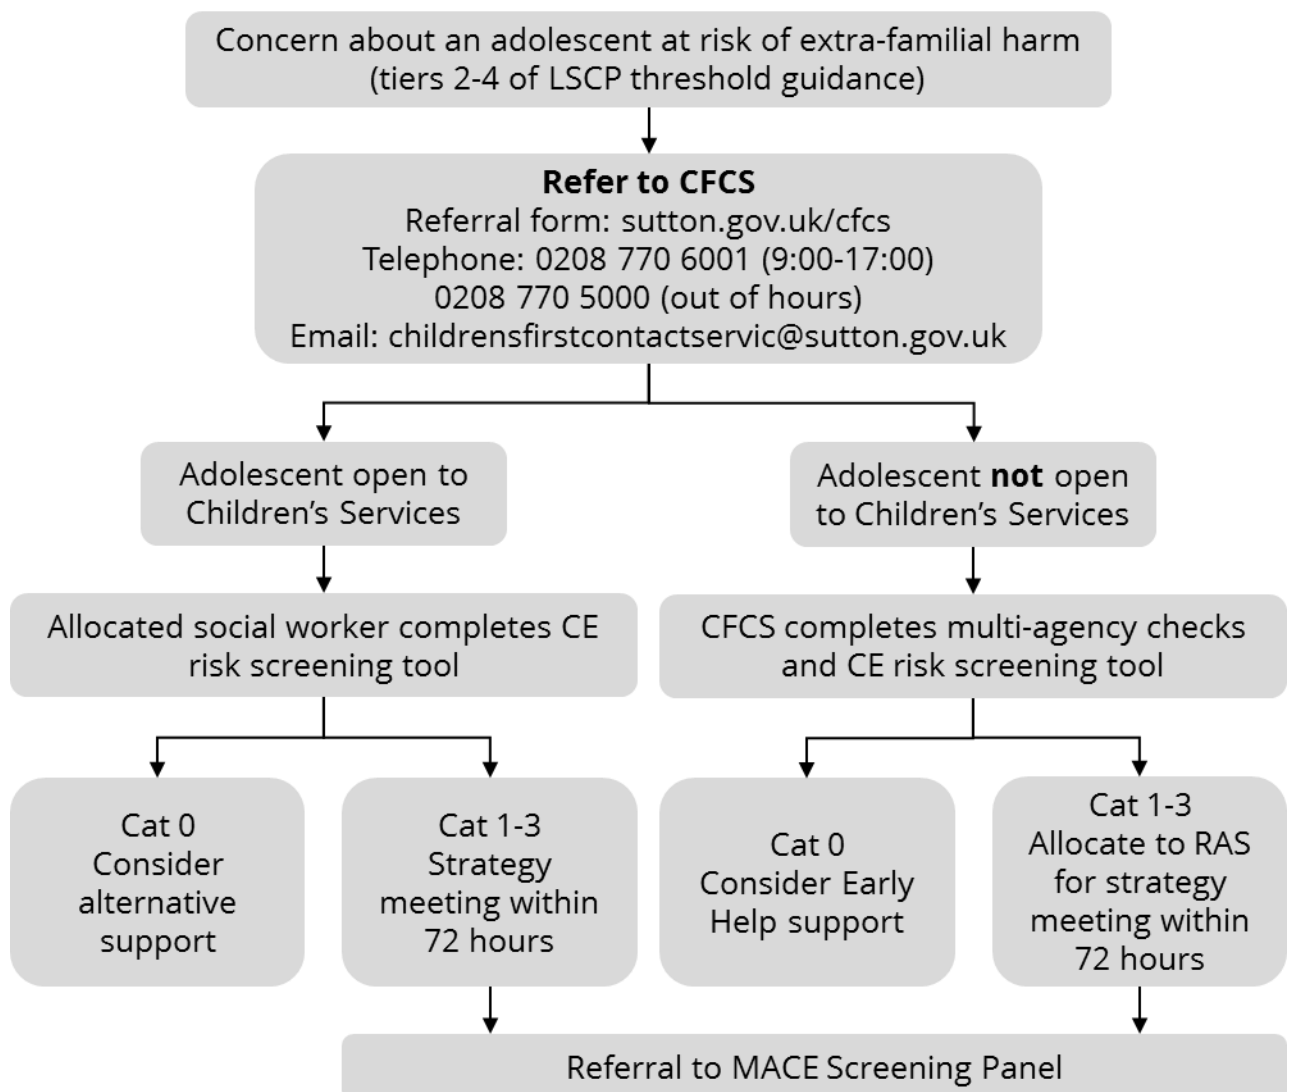 Concern about an adolescent at risk of extra-familial harm
(tiers 2-4 of LSCP threshold guidance)
Refer to CFCS
Referral form: sutton.gov.uk/cfcs
Telephone: 0208 770 6001 (9:00-17:00)
0208 770 5000 (out of hours)
Email: childrensfirstcontactservic@sutton.gov.uk
Adolescent open to
Children’s Services
Adolescent not open
to Children’s Services
Allocated social worker completes CE
risk screening tool
CFCS completes multi-agency checks
and CE risk screening tool
Cat 0
Consider
alternative
support
Cat 1-3
Strategy
meeting within
72 hours
Cat 0
Consider Early
Help support
Cat 1-3
Allocate to RAS
for strategy
meeting within
72 hours
Referral to MACE Screening Panel